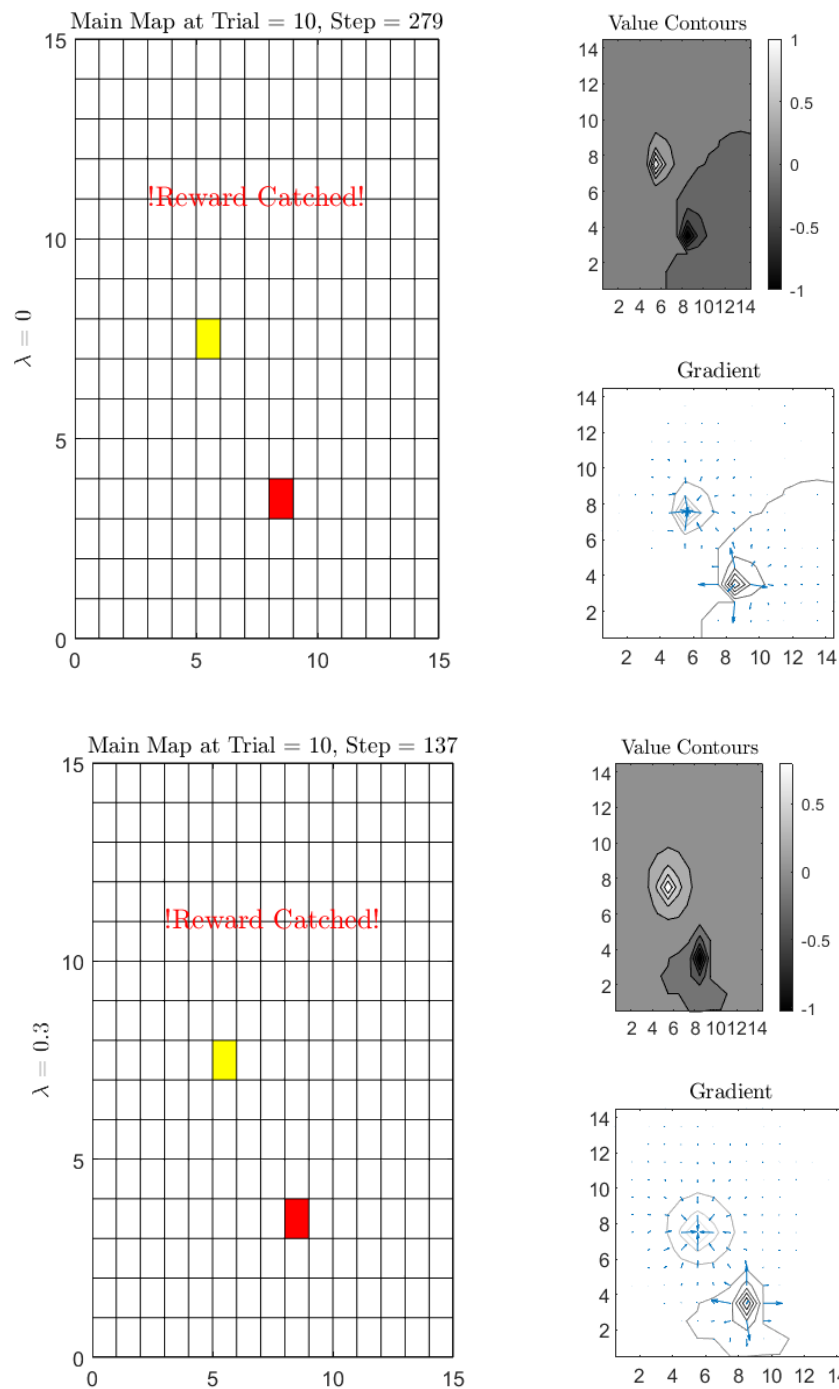 Main Map at Trial = 10, Step = 279
15
10
5
0
0 5 10 15
λ = 0
!Reward Catched!
Value Contours
14
12
10
8
6
4
2
2 4 6 8 10 12 14
1
0.5
0
-0.5
-1
Gradient
14
12
10
8
6
4
2
2 4 6 8 10 12 14
Main Map at Trial = 10, Step = 137
15
10
5
0
0 5 10 15
λ = 0.3
!Reward Catched!
Value Contours
14
12
10
8
6
4
2
2 4 6 8 10 12 14
0.5
0
-0.5
-1
Gradient
14
12
10
8
6
4
2
2 4 6 8 10 12